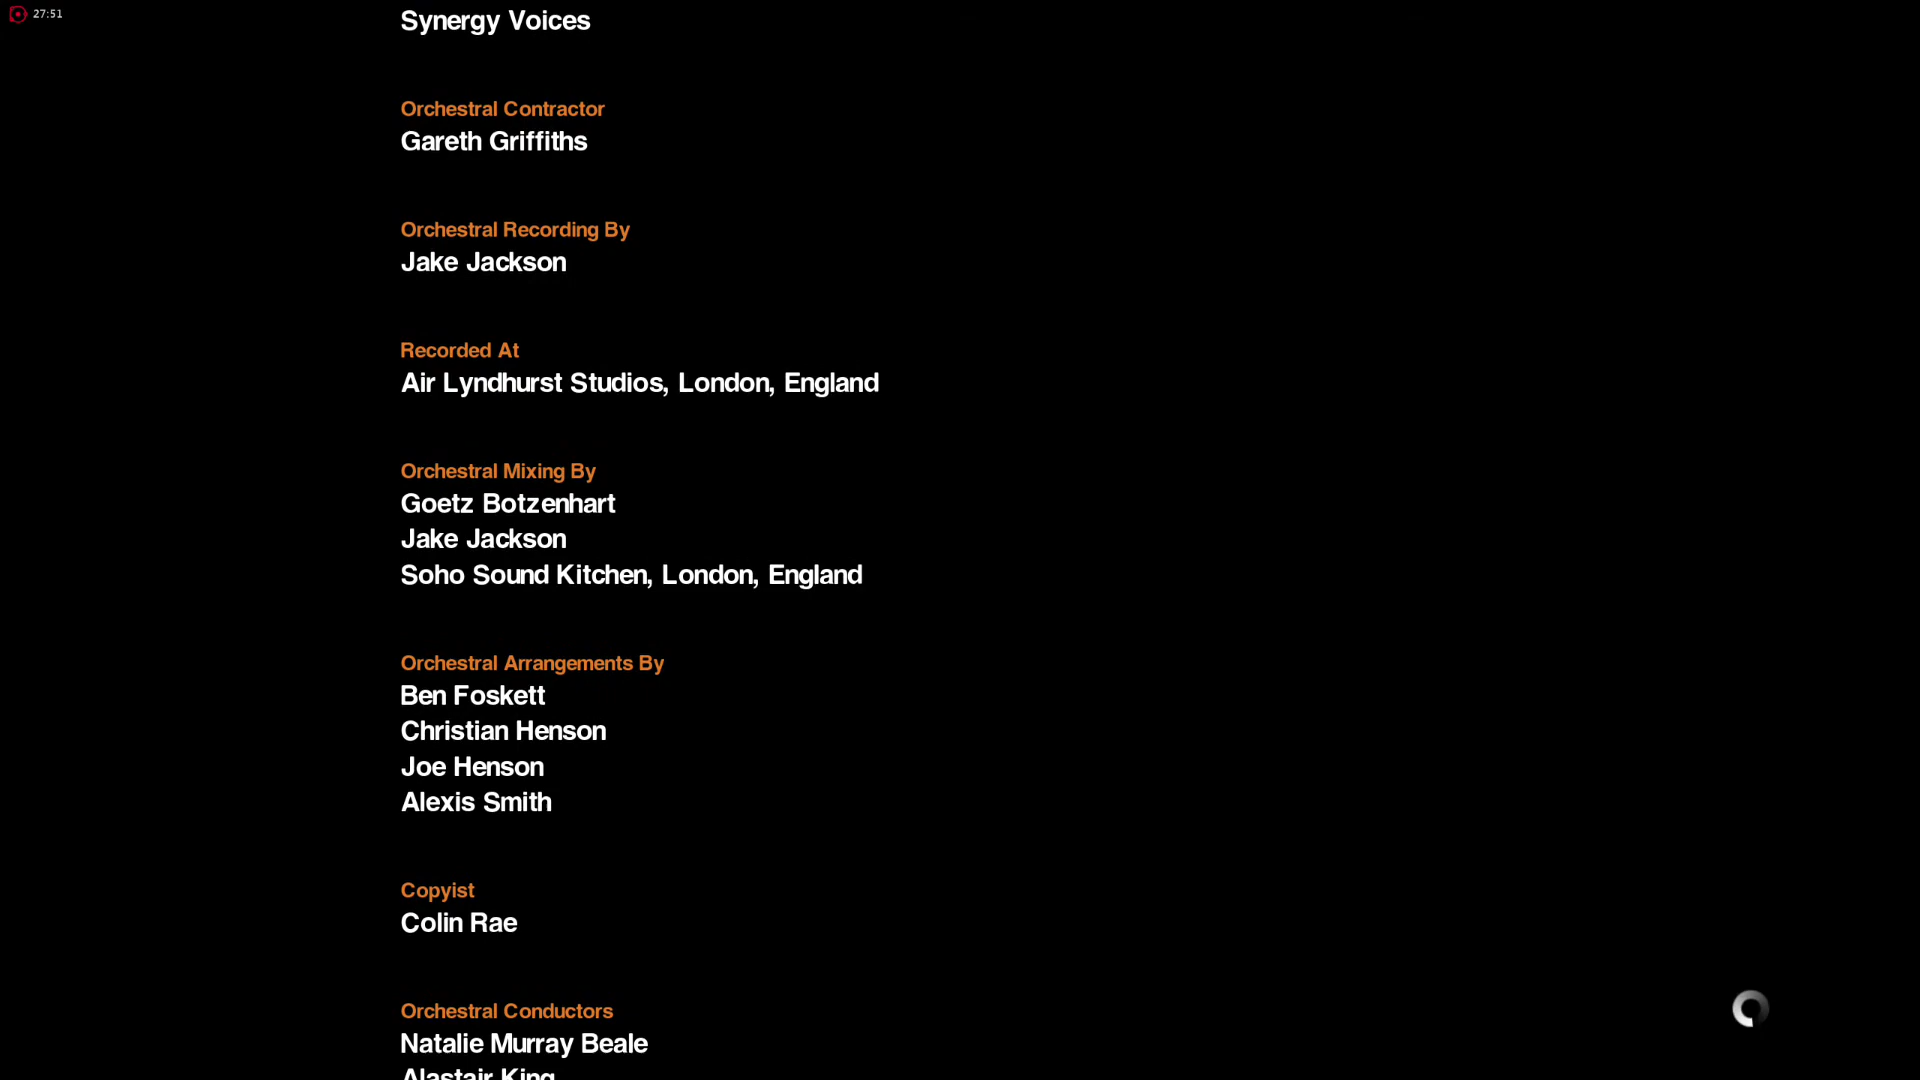 27:51
Synergy Voices
Orchestral Contractor
Gareth Griffiths
Orchestral Recording By
Jake Jackson
Recorded At
Air Lyndhurst Studios, London, England
Orchestral Mixing By
Goetz Botzenhart
Jake Jackson
Soho Sound Kitchen, London, England
Orchestral Arrangements By
Ben Foskett
Christian Henson
Joe Henson
Alexis Smith
Copyist
Colin Rae
Orchestral Conductors
Natalie Murray Beale
Alastair King